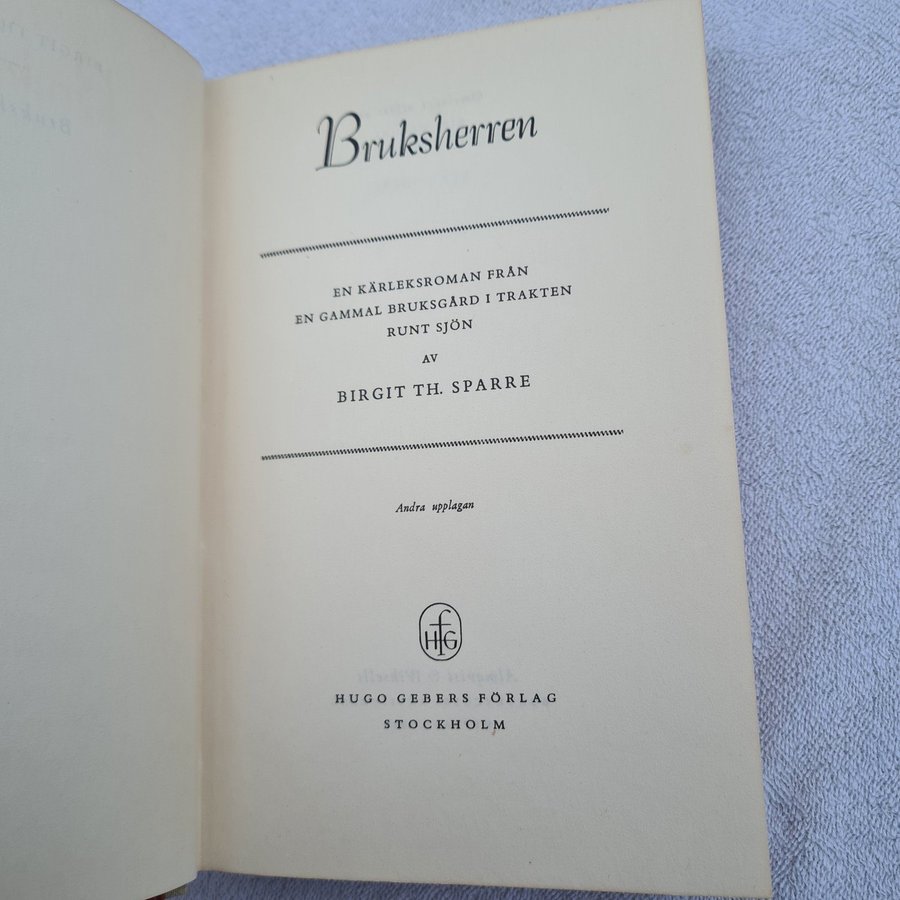 Bruksherren
EN KÄRLEKSROMAN FRÅN
EN GAMMAL BRUKSGÅRD I TRAKTEN
RUNT SJÖN
AV
BIRGIT TH. SPARRE
Andra upplagan
HfG
HUGO GEBERS FÖRLAG
STOCKHOLM